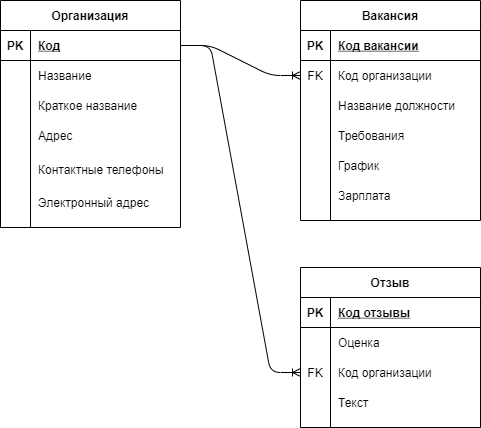 Организация
PK Код
Название
Краткое название
Адрес
Контактные телефоны
Электронный адрес
Вакансия
PK Код вакансии
FK Код организации
Название должности
Требования
График
Зарплата
Отзыв
PK Код отзывы
Оценка
FK Код организации
Текст